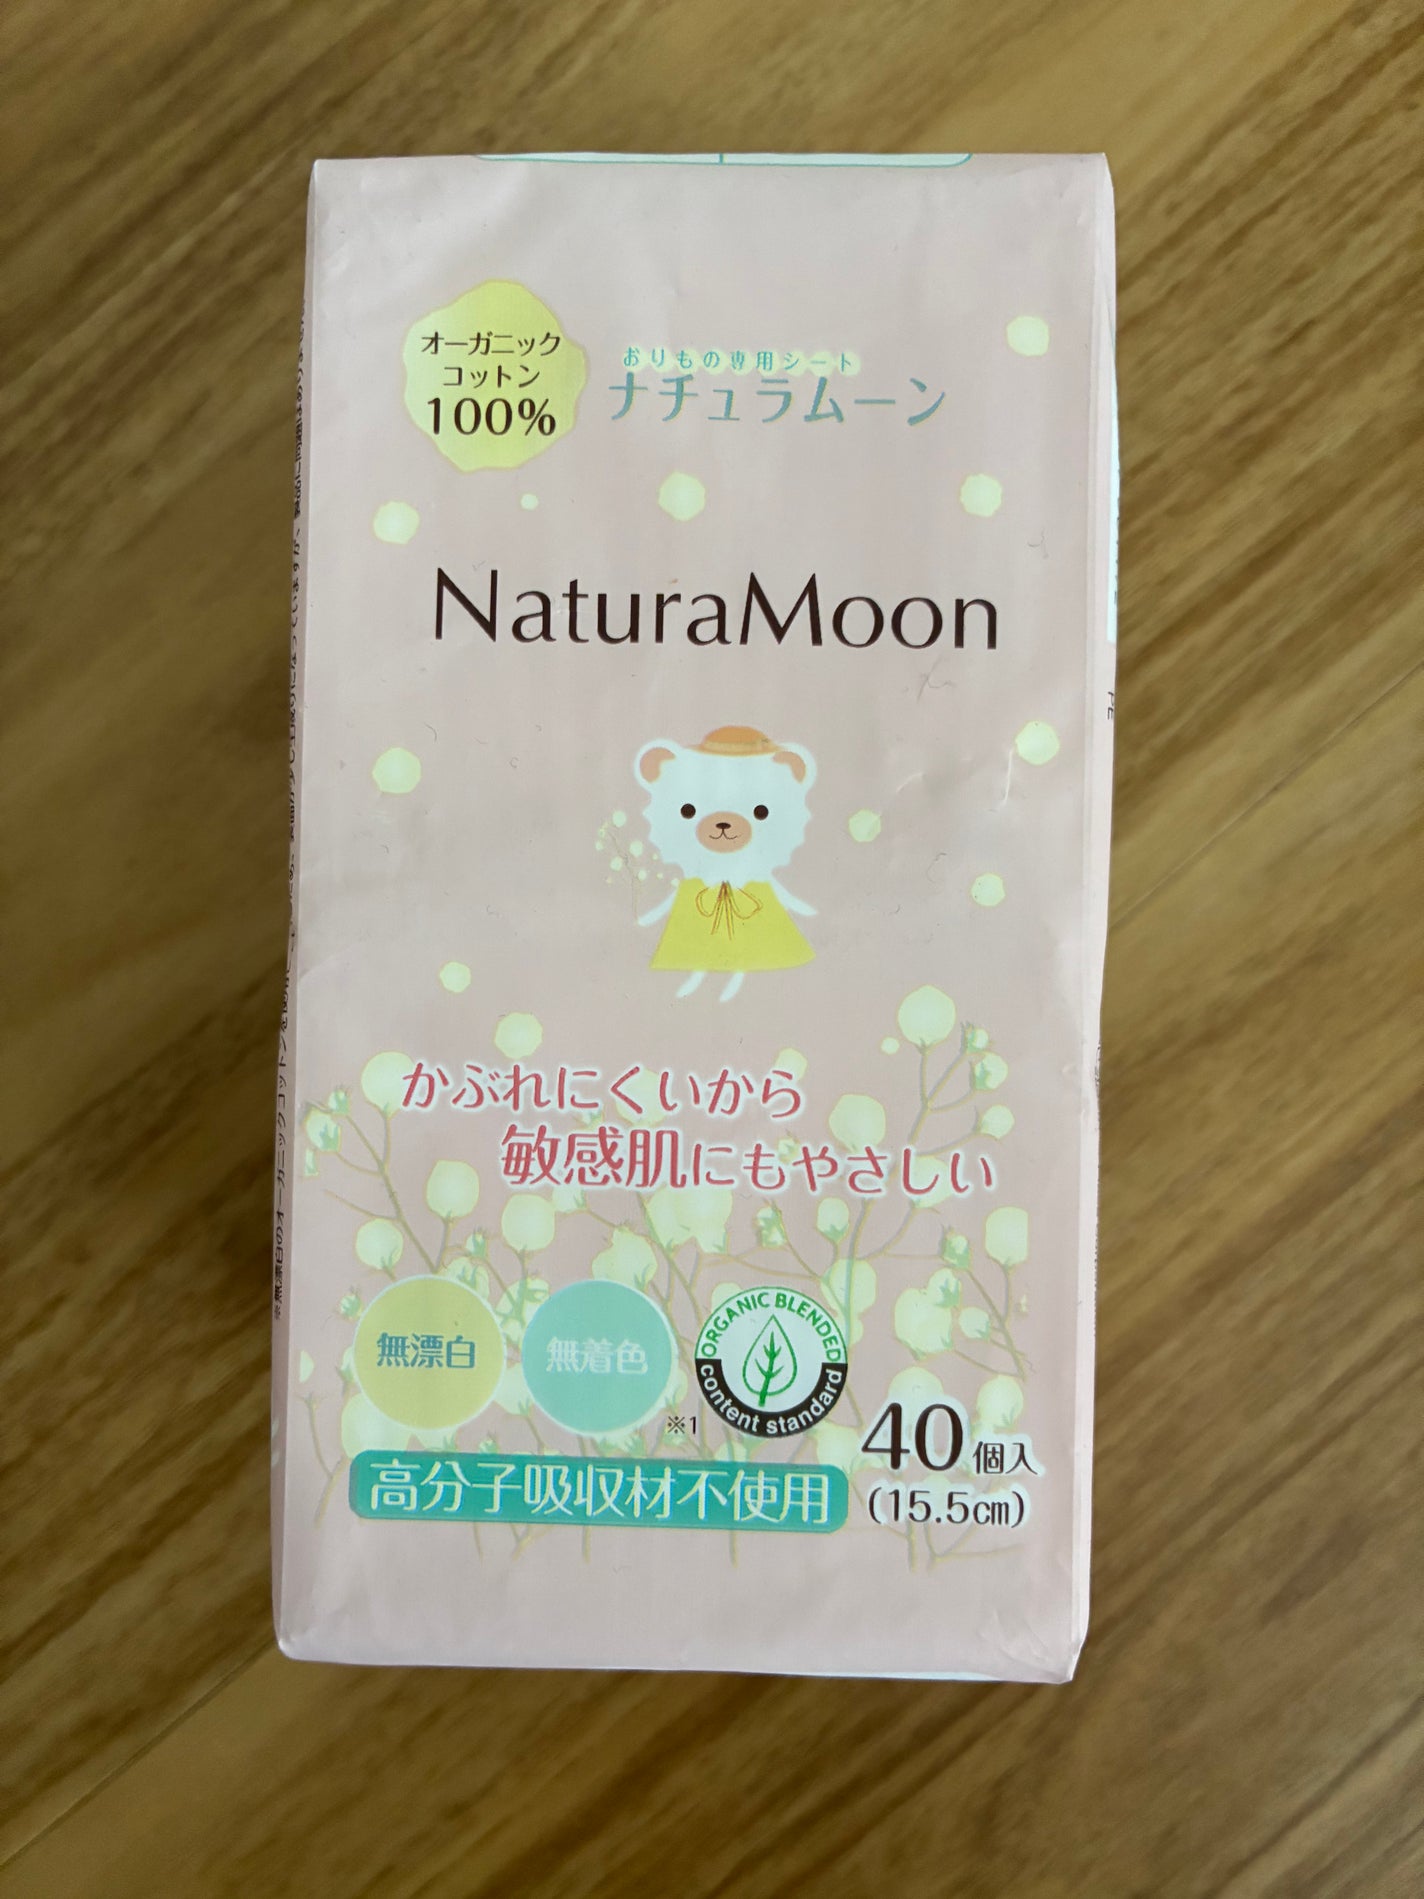 オーガニック
コットン
100%
おりもの専用シート
ナチュラムーン
NaturaMoon
かぶれにくいから
敏感肌にもやさしい
無漂白
無着色
※1
ORGANIC BLENDED
content standard
高分子吸収材不使用
40個入
(15.5cm)
PE